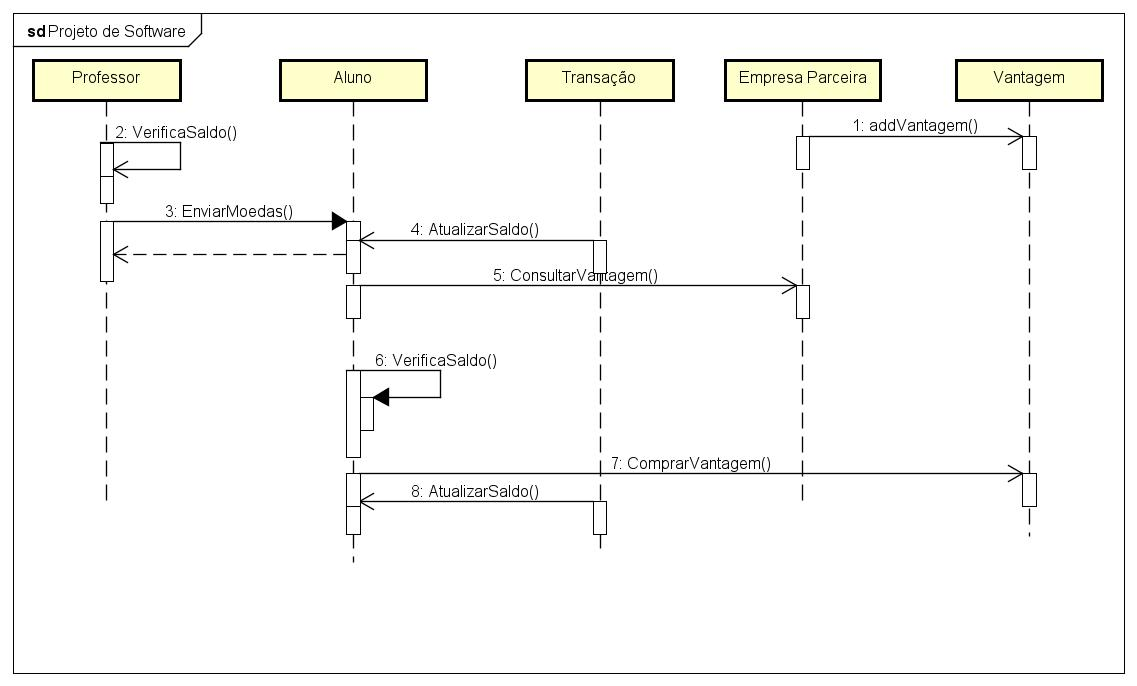 sd Projeto de Software
Professor
Aluno
Transação
Empresa Parceira
Vantagem
1: addVantagem()
2: VerificaSaldo()
3: EnviarMoedas()
4: AtualizarSaldo()
5: ConsultarVantagem()
6: VerificaSaldo()
7: ComprarVantagem()
8: AtualizarSaldo()